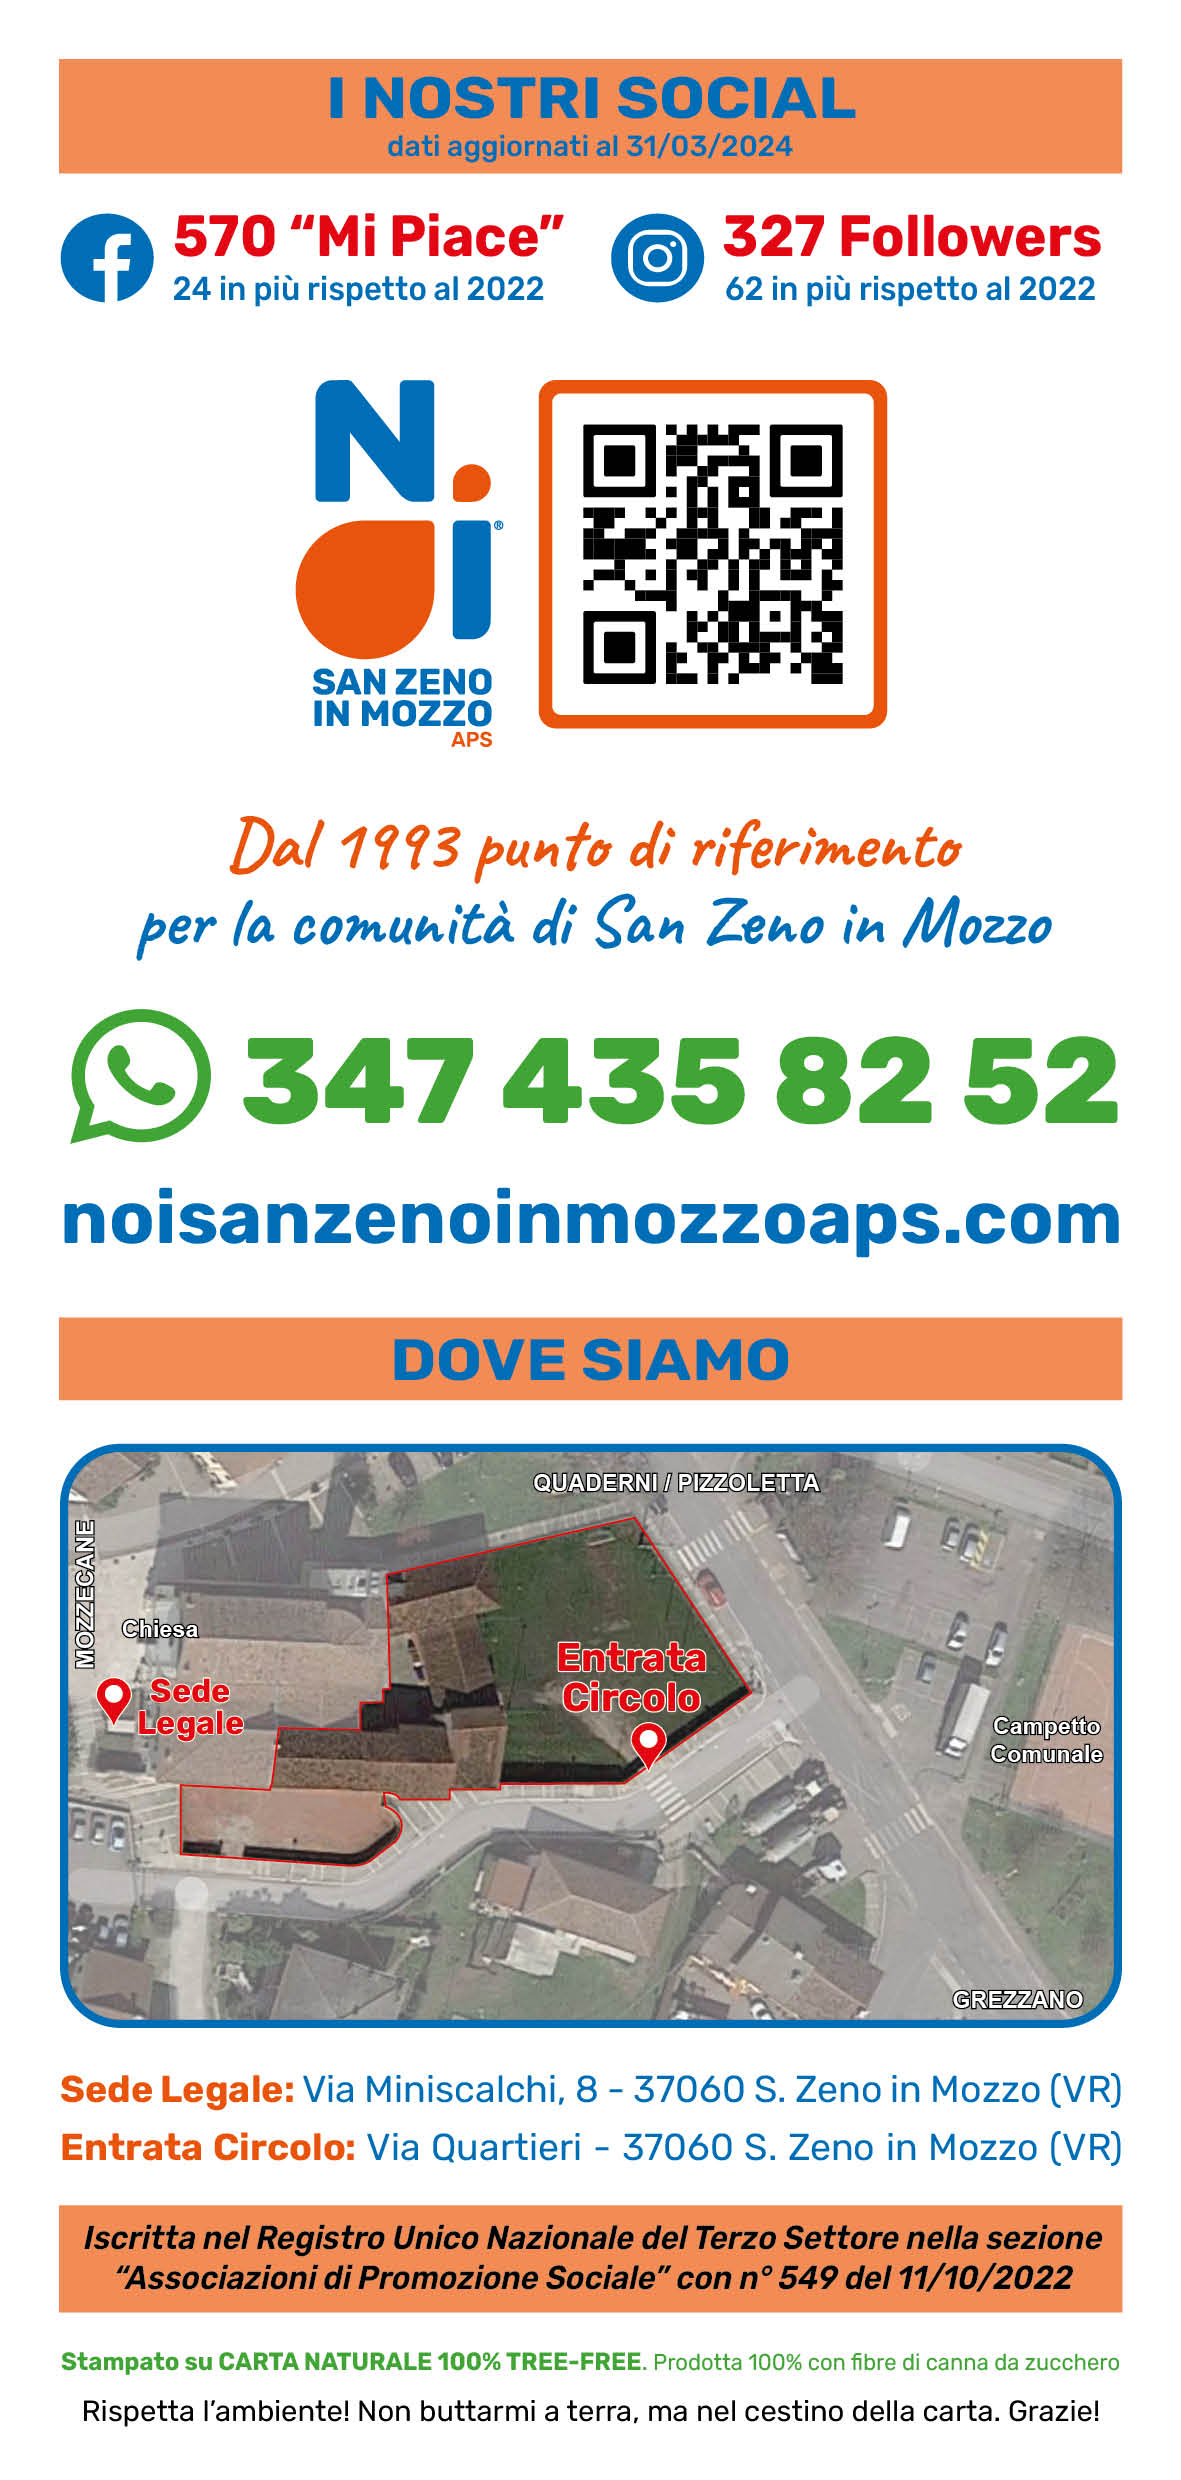 I NOSTRI SOCIAL
dati aggiornati al 31/03/2024
570 “Mi Piace”
24 in più rispetto al 2022
327 Followers
62 in più rispetto al 2022
N.
i®
SAN ZENO
IN MOZZO
APS
Dal 1993 punto di riferimento
per la comunità di San Zeno in Mozzo
347 435 82 52
noisanzenoinmozzoaps.com
DOVE SIAMO
QUADERNI / PIZZOLETTA
MOZZECANE
Chiesa
Sede
Legale
Entrata
Circolo
Campetto
Comunale
GREZZANO
Sede Legale: Via Miniscalchi, 8 - 37060 S. Zeno in Mozzo (VR)
Entrata Circolo: Via Quartieri - 37060 S. Zeno in Mozzo (VR)
Iscritta nel Registro Unico Nazionale del Terzo Settore nella sezione
“Associazioni di Promozione Sociale” con n° 549 del 11/10/2022
Stampato su CARTA NATURALE 100% TREE-FREE. Prodotta 100% con fibre di canna da zucchero
Rispetta l’ambiente! Non buttarmi a terra, ma nel cestino della carta. Grazie!